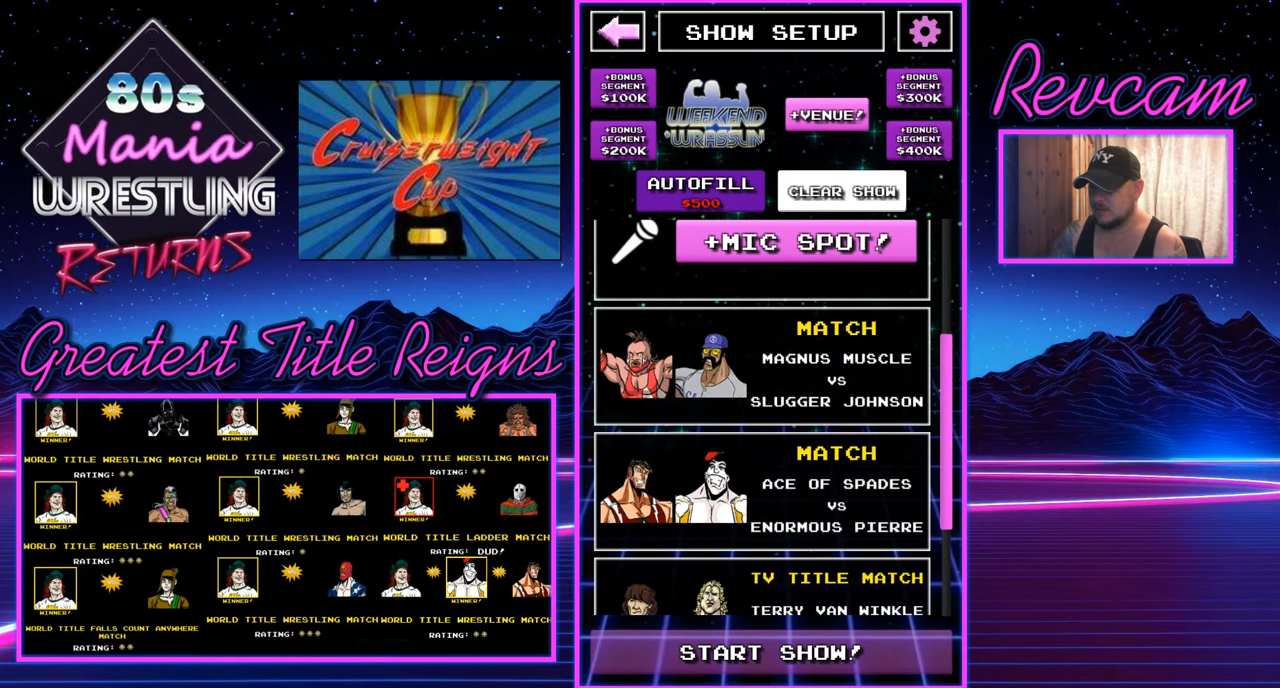 80s
Mania
WRESTLING
RETURNS
CRUISERWEIGHT
CUP
Greatest Title Reigns
WINNER!
WINNER!
WINNER!
WORLD TITLE WRESTLING MATCH
WORLD TITLE WRESTLING MATCH
WORLD TITLE WRESTLING MATCH
RATING:
RATING:
RATING:
WINNER!
WINNER!
WINNER!
WORLD TITLE WRESTLING MATCH
WORLD TITLE WRESTLING MATCH
WORLD TITLE LADDER MATCH
RATING:
RATING:
RATING: DUD!
WINNER!
WINNER!
WINNER!
WORLD TITLE FALLS COUNT ANYWHERE
MATCH
WORLD TITLE WRESTLING MATCH
WORLD TITLE WRESTLING MATCH
RATING:
RATING:
RATING:
SHOW SETUP
+BONUS
SEGMENT
$100K
+BONUS
SEGMENT
$200K
WEEKEND
WRASSLIN
+VENUE!
+BONUS
SEGMENT
$300K
+BONUS
SEGMENT
$400K
AUTOFILL
$500
CLEAR SHOW
+MIC SPOT!
MATCH
MAGNUS MUSCLE
VS
SLUGGER JOHNSON
MATCH
ACE OF SPADES
VS
ENORMOUS PIERRE
TV TITLE MATCH
TERRY VAN WINKLE
START SHOW!
Revcam
NY